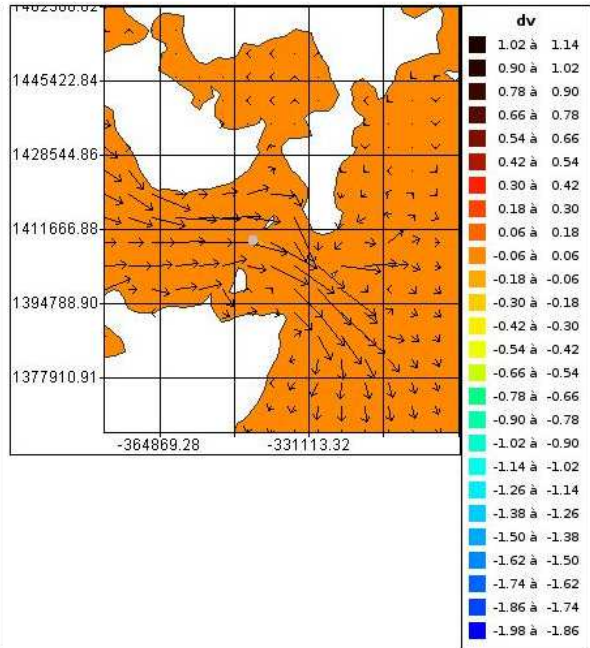 1445422.84
1428544.86
1411666.88
1394788.90
1377910.91
-364869.28
-331113.32
dv
1.02 à 1.14
0.90 à 1.02
0.78 à 0.90
0.66 à 0.78
0.54 à 0.66
0.42 à 0.54
0.30 à 0.42
0.18 à 0.30
0.06 à 0.18
-0.06 à 0.06
-0.18 à -0.06
-0.30 à -0.18
-0.42 à -0.30
-0.54 à -0.42
-0.66 à -0.54
-0.78 à -0.66
-0.90 à -0.78
-1.02 à -0.90
-1.14 à -1.02
-1.26 à -1.14
-1.38 à -1.26
-1.50 à -1.38
-1.62 à -1.50
-1.74 à -1.62
-1.86 à -1.74
-1.98 à -1.86